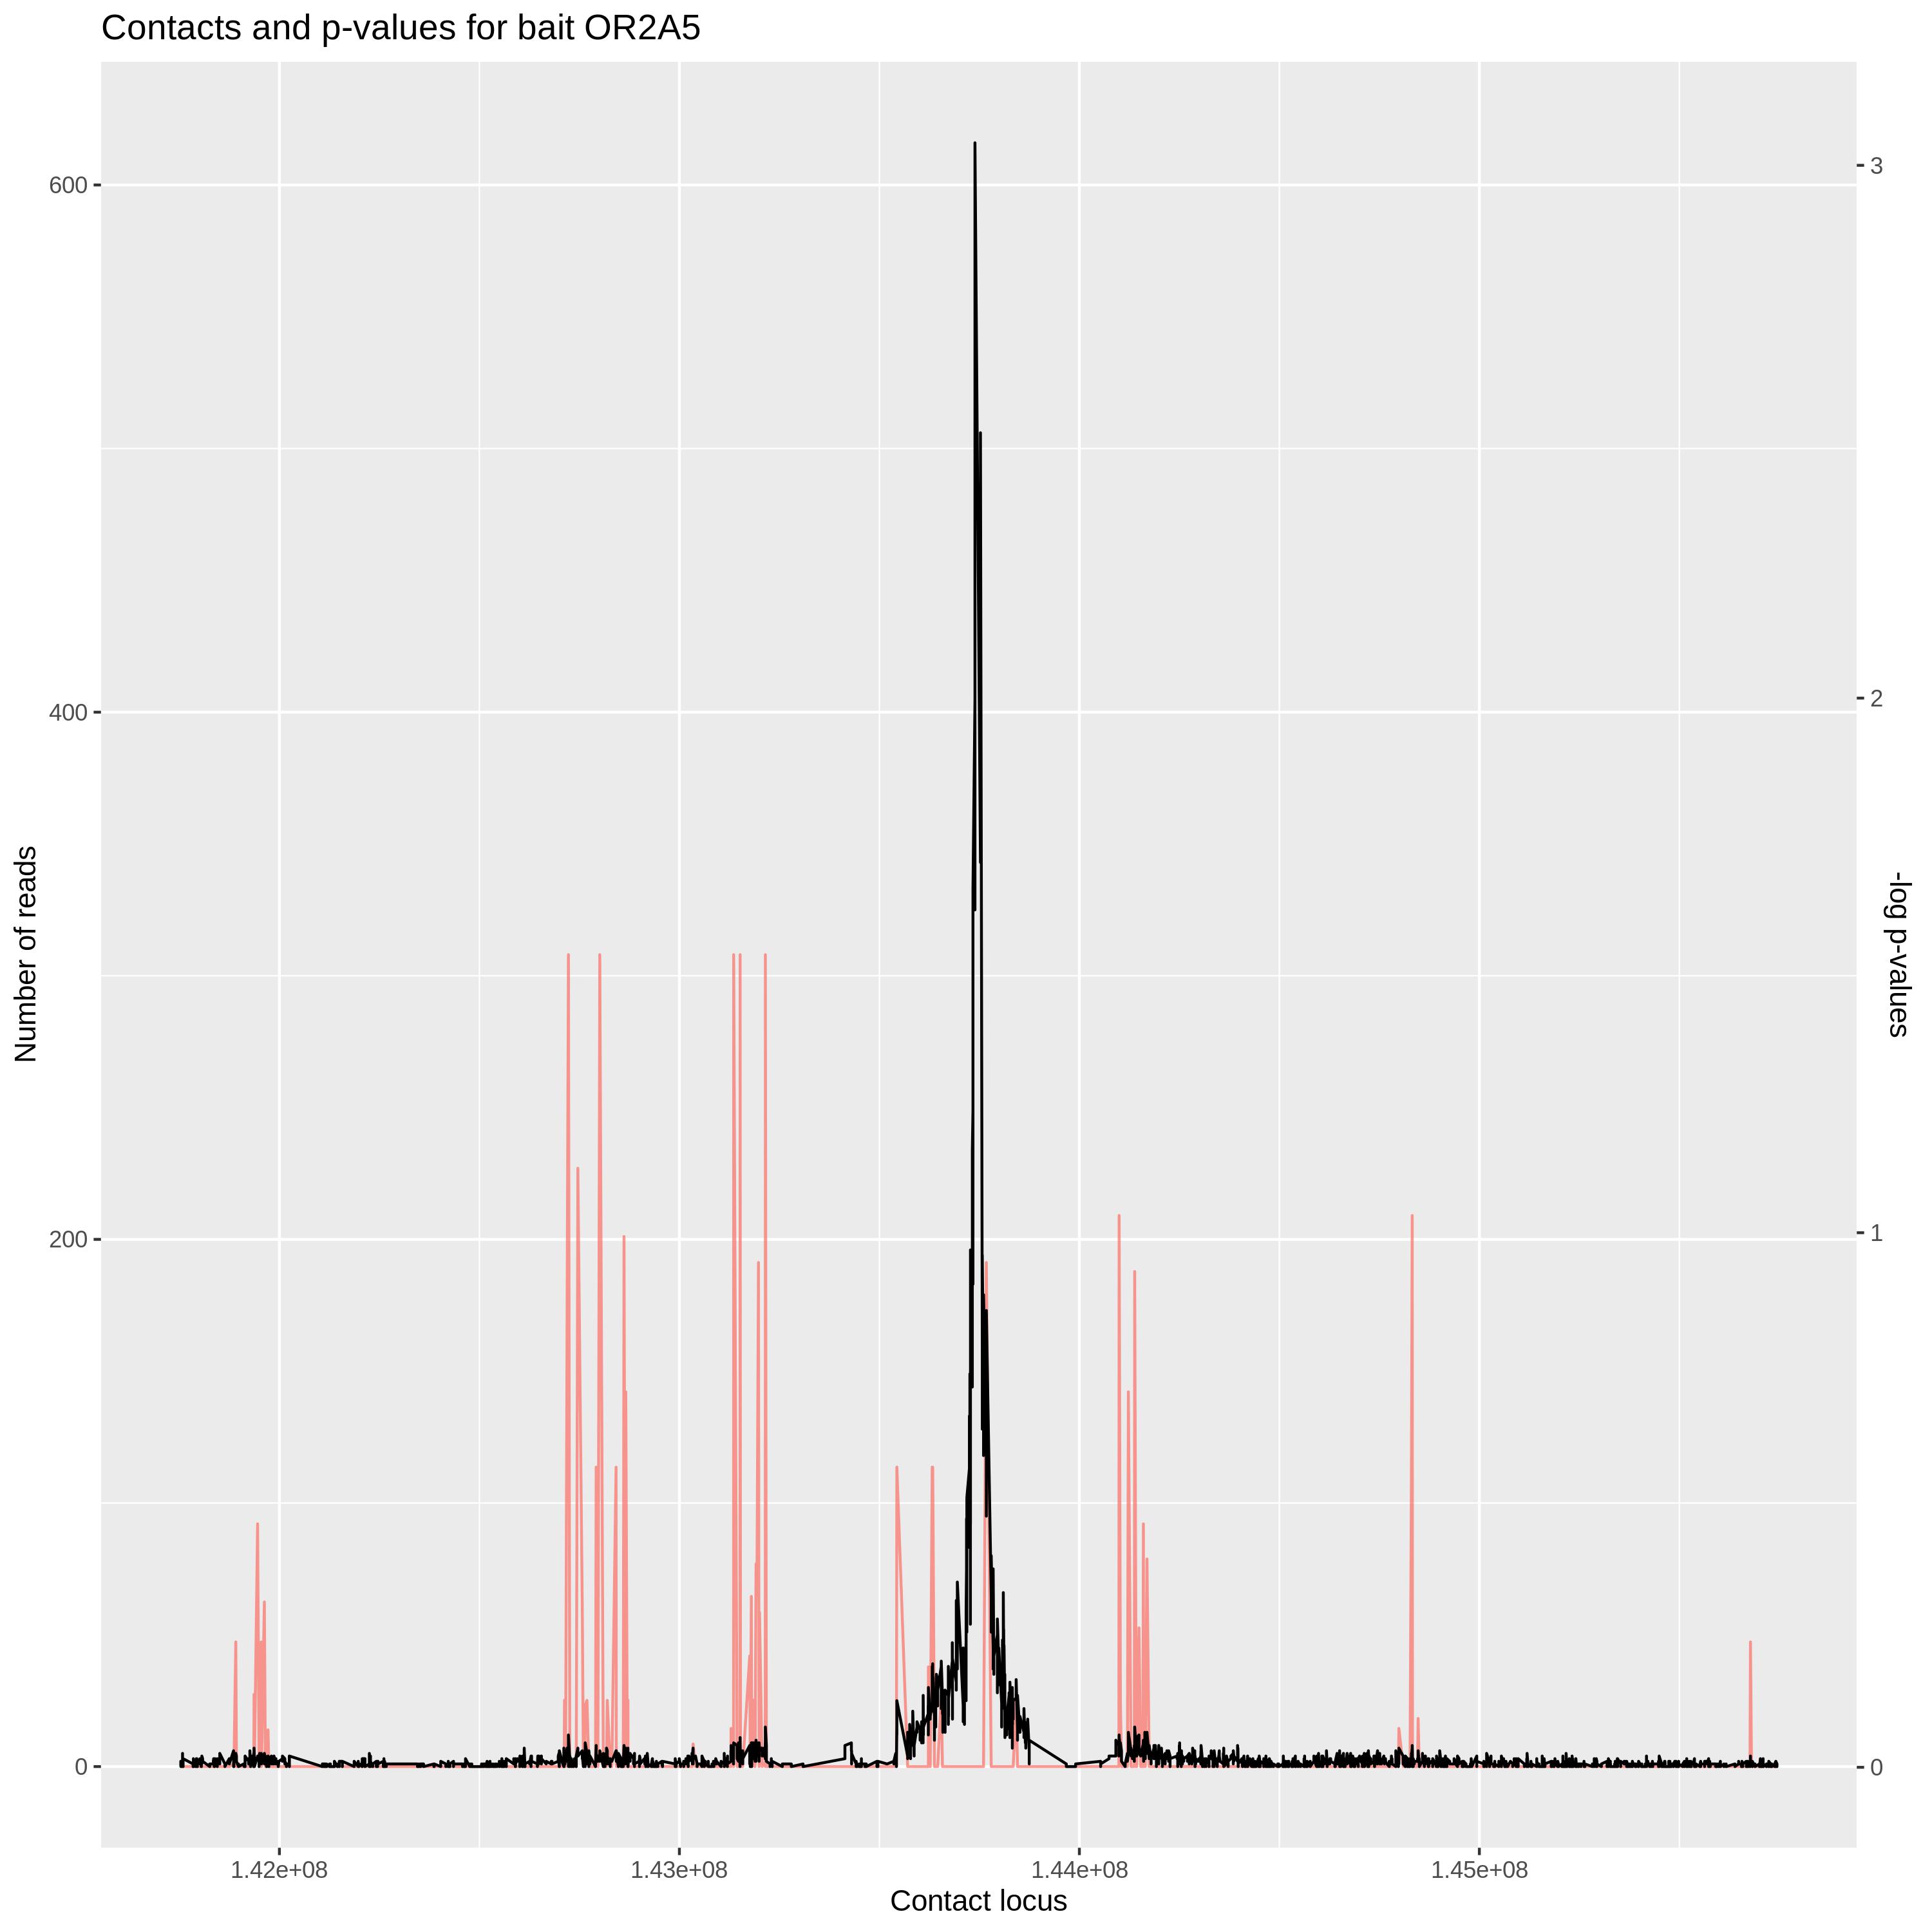 Contacts and p-values for bait OR2A5
600
400
200
0
3
2
1
0
Number of reads
-log p-values
1.42e+08
1.43e+08
1.44e+08
1.45e+08
Contact locus